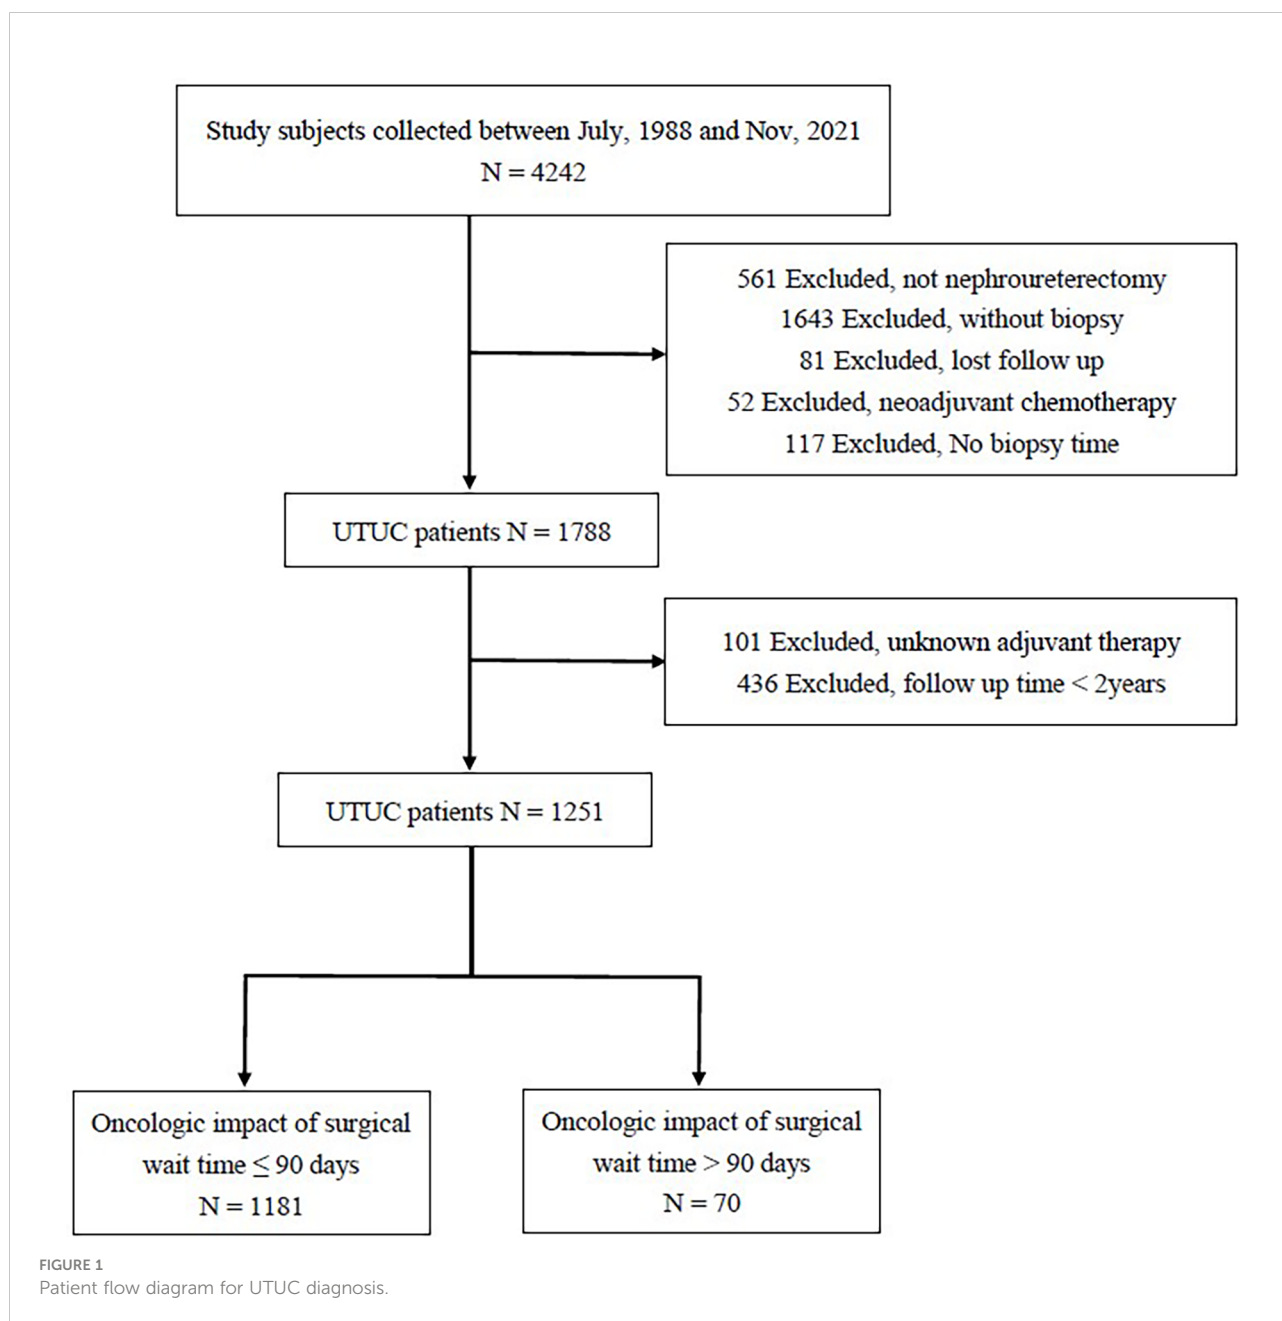 Study subjects collected between July, 1988 and Nov, 2021
N = 4242
561 Excluded, not nephroureterectomy
1643 Excluded, without biopsy
81 Excluded, lost follow up
52 Excluded, neoadjuvant chemotherapy
117 Excluded, No biopsy time
UTUC patients N = 1788
101 Excluded, unknown adjuvant therapy
436 Excluded, follow up time < 2years
UTUC patients N = 1251
Oncologic impact of surgical
wait time ≤ 90 days
N = 1181
Oncologic impact of surgical
wait time > 90 days
N = 70
FIGURE 1
Patient flow diagram for UTUC diagnosis.